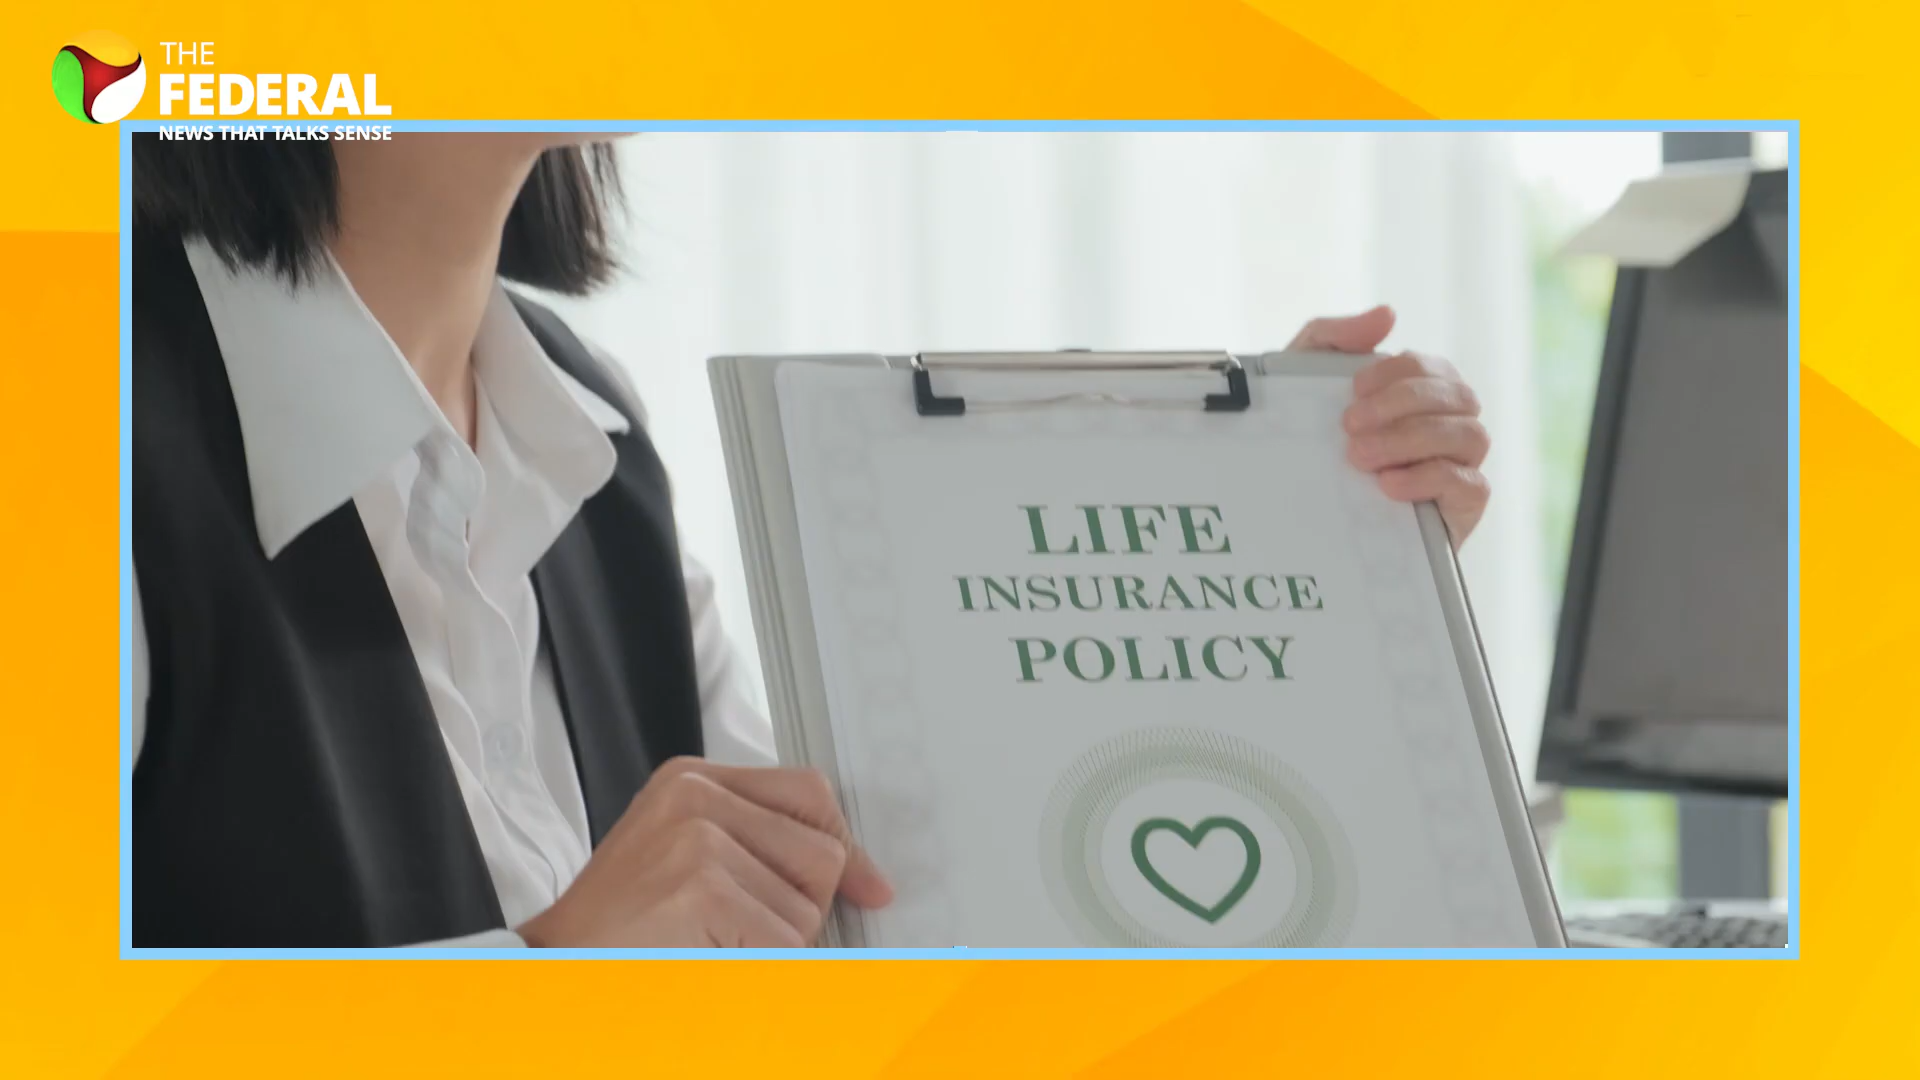 THE
FEDERAL
NEWS THAT TALKS SENSE
LIFE
INSURANCE
POLICY